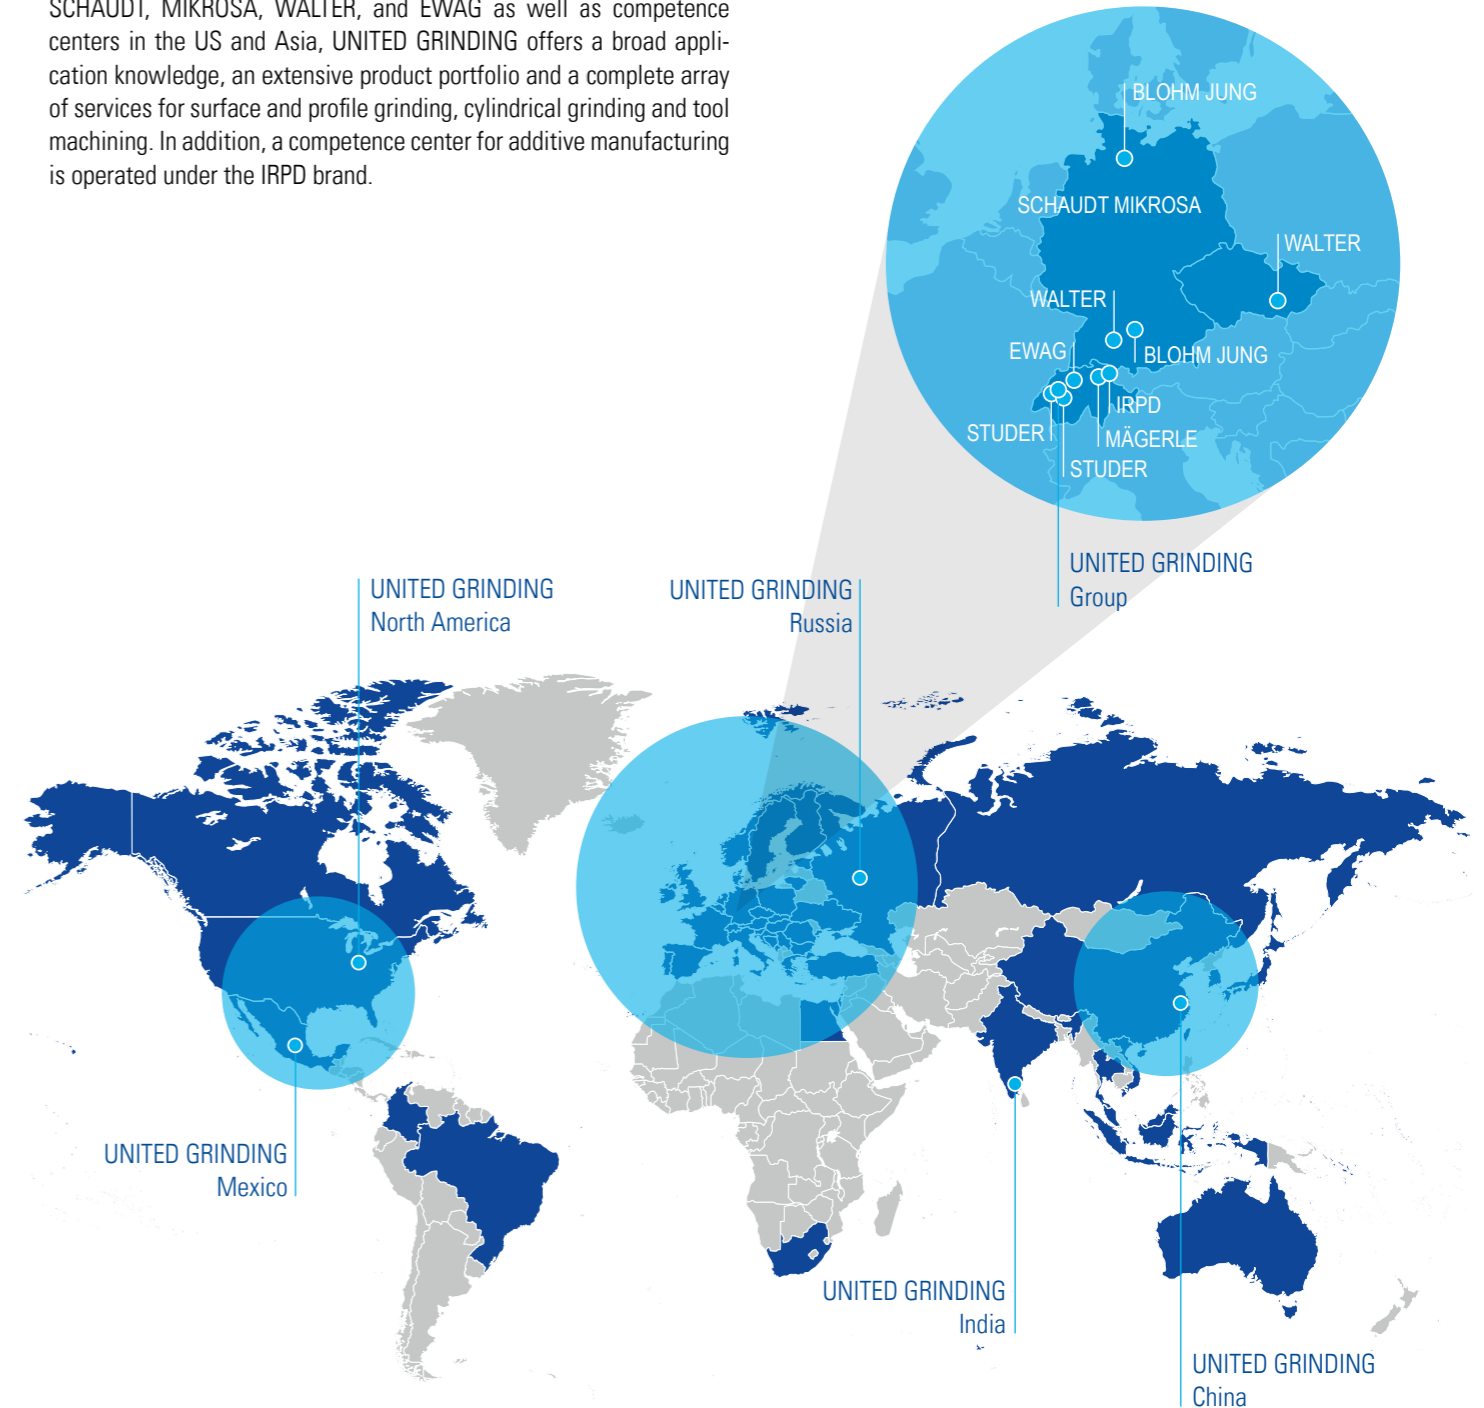 SCHAUDT, MIKROSA, WALTER, and EWAG as well as competence
centers in the US and Asia, UNITED GRINDING offers a broad appli-
cation knowledge, an extensive product portfolio and a complete array
of services for surface and profile grinding, cylindrical grinding and tool
machining. In addition, a competence center for additive manufacturing
is operated under the IRPD brand.
BLOHM JUNG
SCHAUDT MIKROSA
WALTER
WALTER
EWAG
BLOHM JUNG
IRPD
STUDER
MÄGERLE
STUDER
UNITED GRINDING
Group
UNITED GRINDING
North America
UNITED GRINDING
Russia
UNITED GRINDING
Mexico
UNITED GRINDING
India
UNITED GRINDING
China